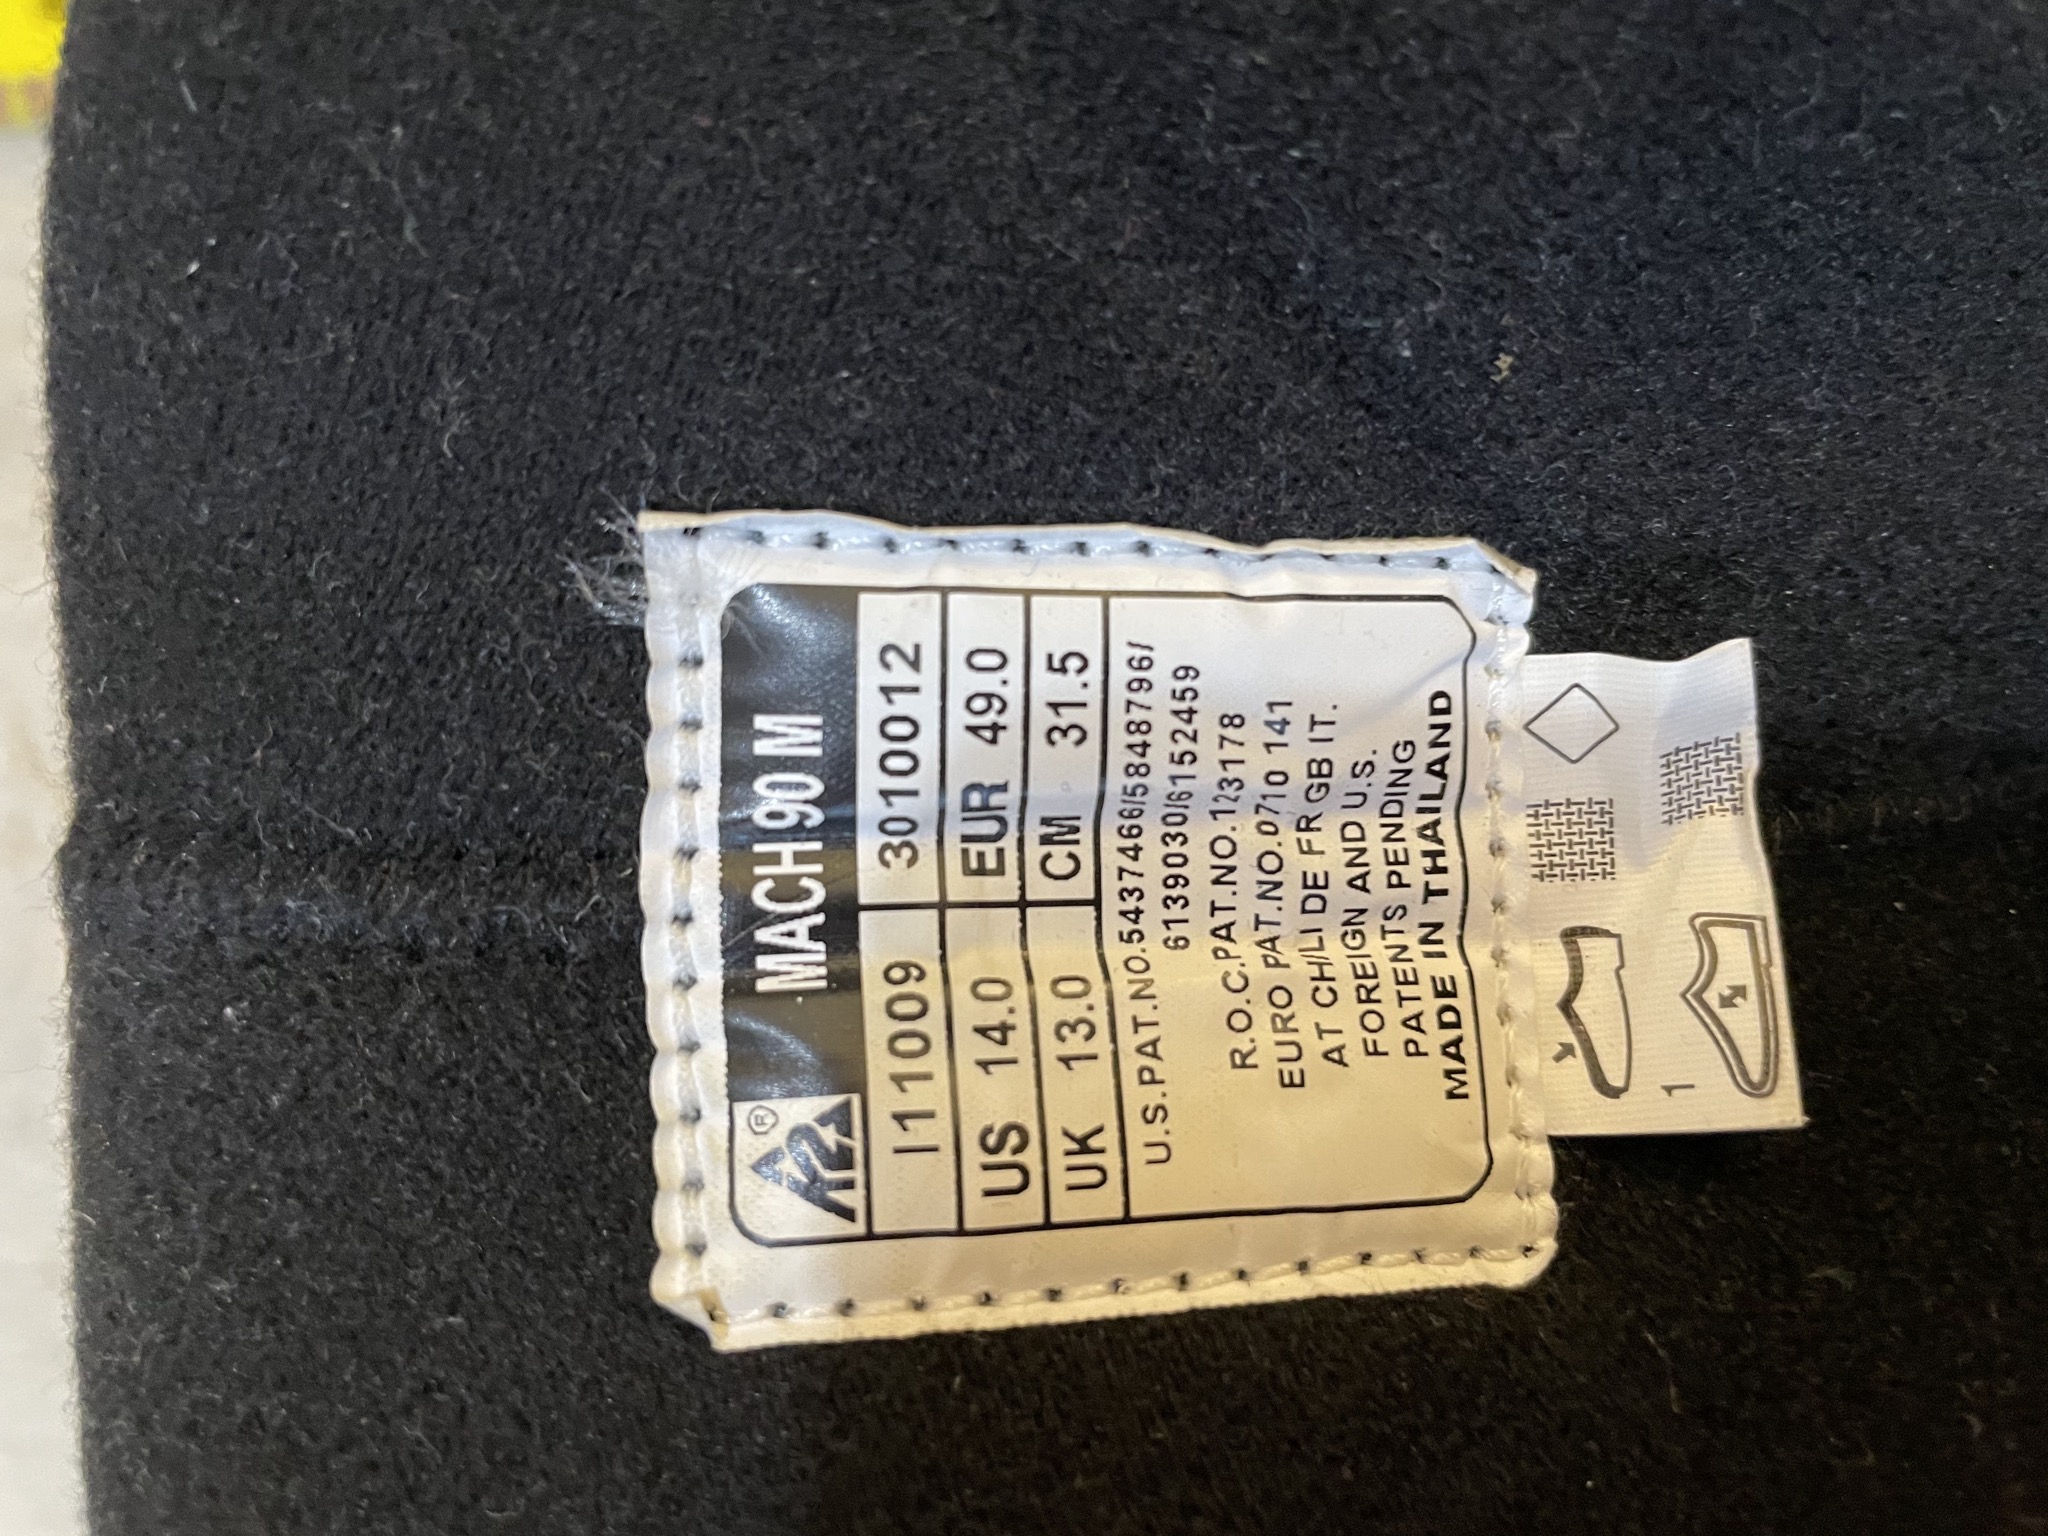 K2 ® MACH 90 M
I11009 3010012
US 14.0 EUR 49.0
UK 13.0 CM 31.5
U.S.PAT.NO.5437466/5848796/
6139030/6152459
R.O.C.PAT.NO.123178
EURO PAT.NO.0710 141
AT CH/LI DE FR GB IT.
FOREIGN AND U.S.
PATENTS PENDING
MADE IN THAILAND
1